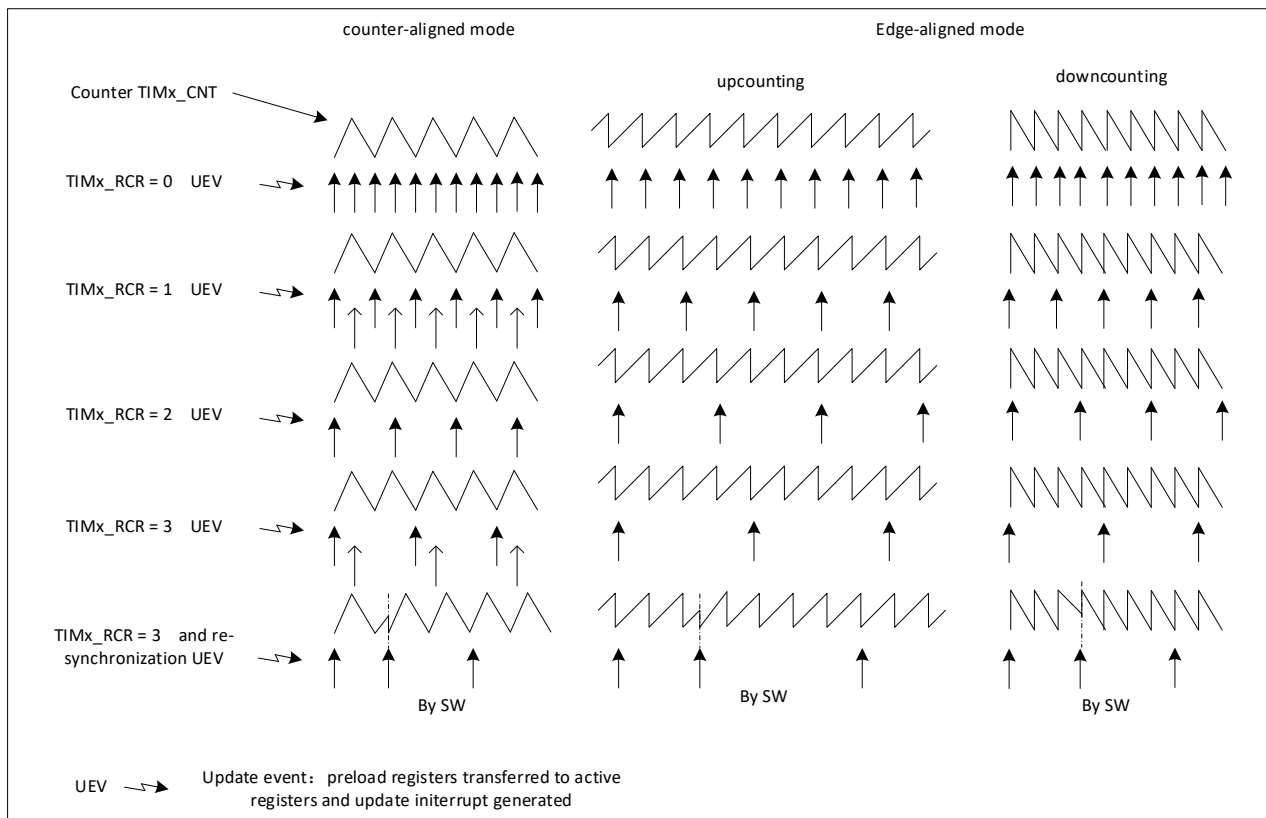 counter-aligned mode
Edge-aligned mode
upcounting
downcounting
Counter TIMx_CNT
TIMx_RCR = 0 UEV
TIMx_RCR = 1 UEV
TIMx_RCR = 2 UEV
TIMx_RCR = 3 UEV
TIMx_RCR = 3 and re-
synchronization UEV
By SW
By SW
By SW
UEV
Update event：preload registers transferred to active
registers and update initerrupt generated